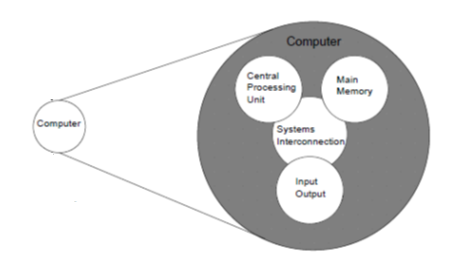 Computer
Computer
Central
Processing
Unit
Main
Memory
Systems
Interconnection
Input
Output